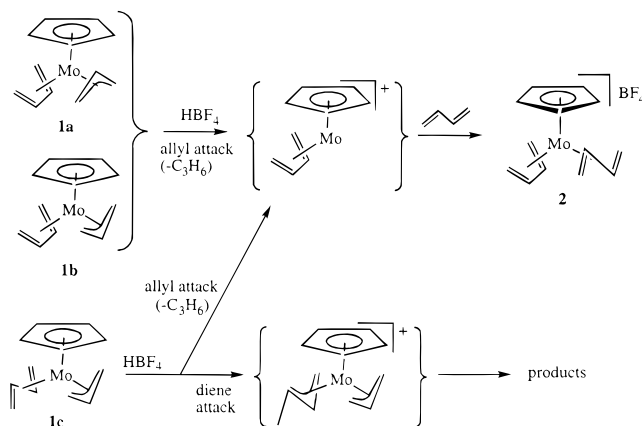 Mo
1a
Mo
1b
HBF4
allyl attack
(-C3H6)
+
Mo
BF4
Mo
2
allyl attack
(-C3H6)
Mo
1c
HBF4
diene
attack
+
Mo
products